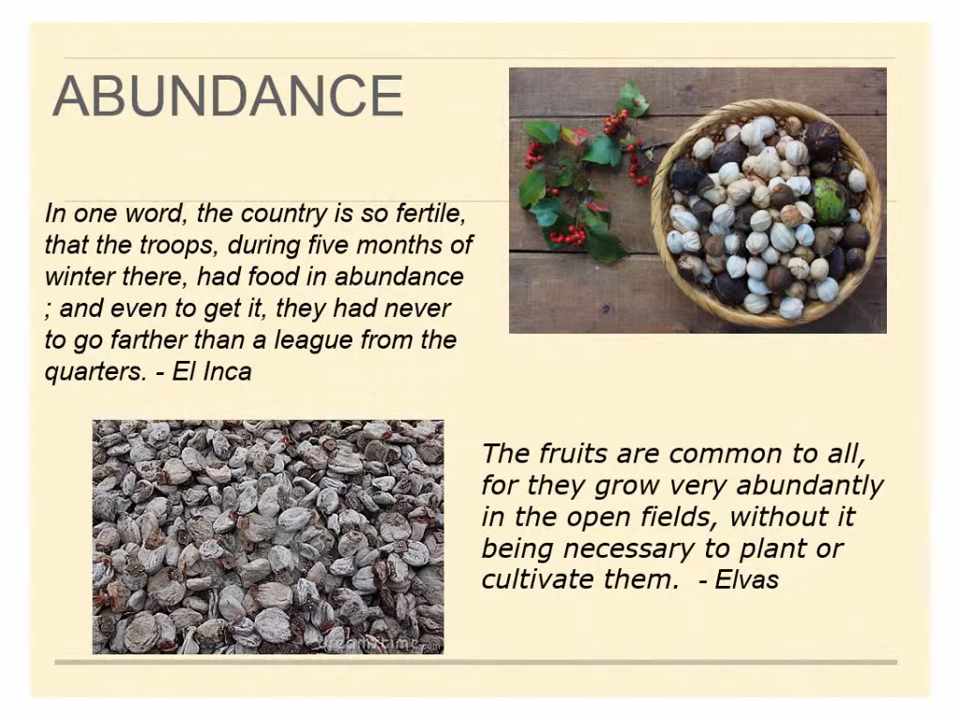 ABUNDANCE
In one word, the country is so fertile,
that the troops, during five months of
winter there, had food in abundance
; and even to get it, they had never
to go farther than a league from the
quarters. - El Inca
The fruits are common to all,
for they grow very abundantly
in the open fields, without it
being necessary to plant or
cultivate them.  - Elvas
dreamstime.com